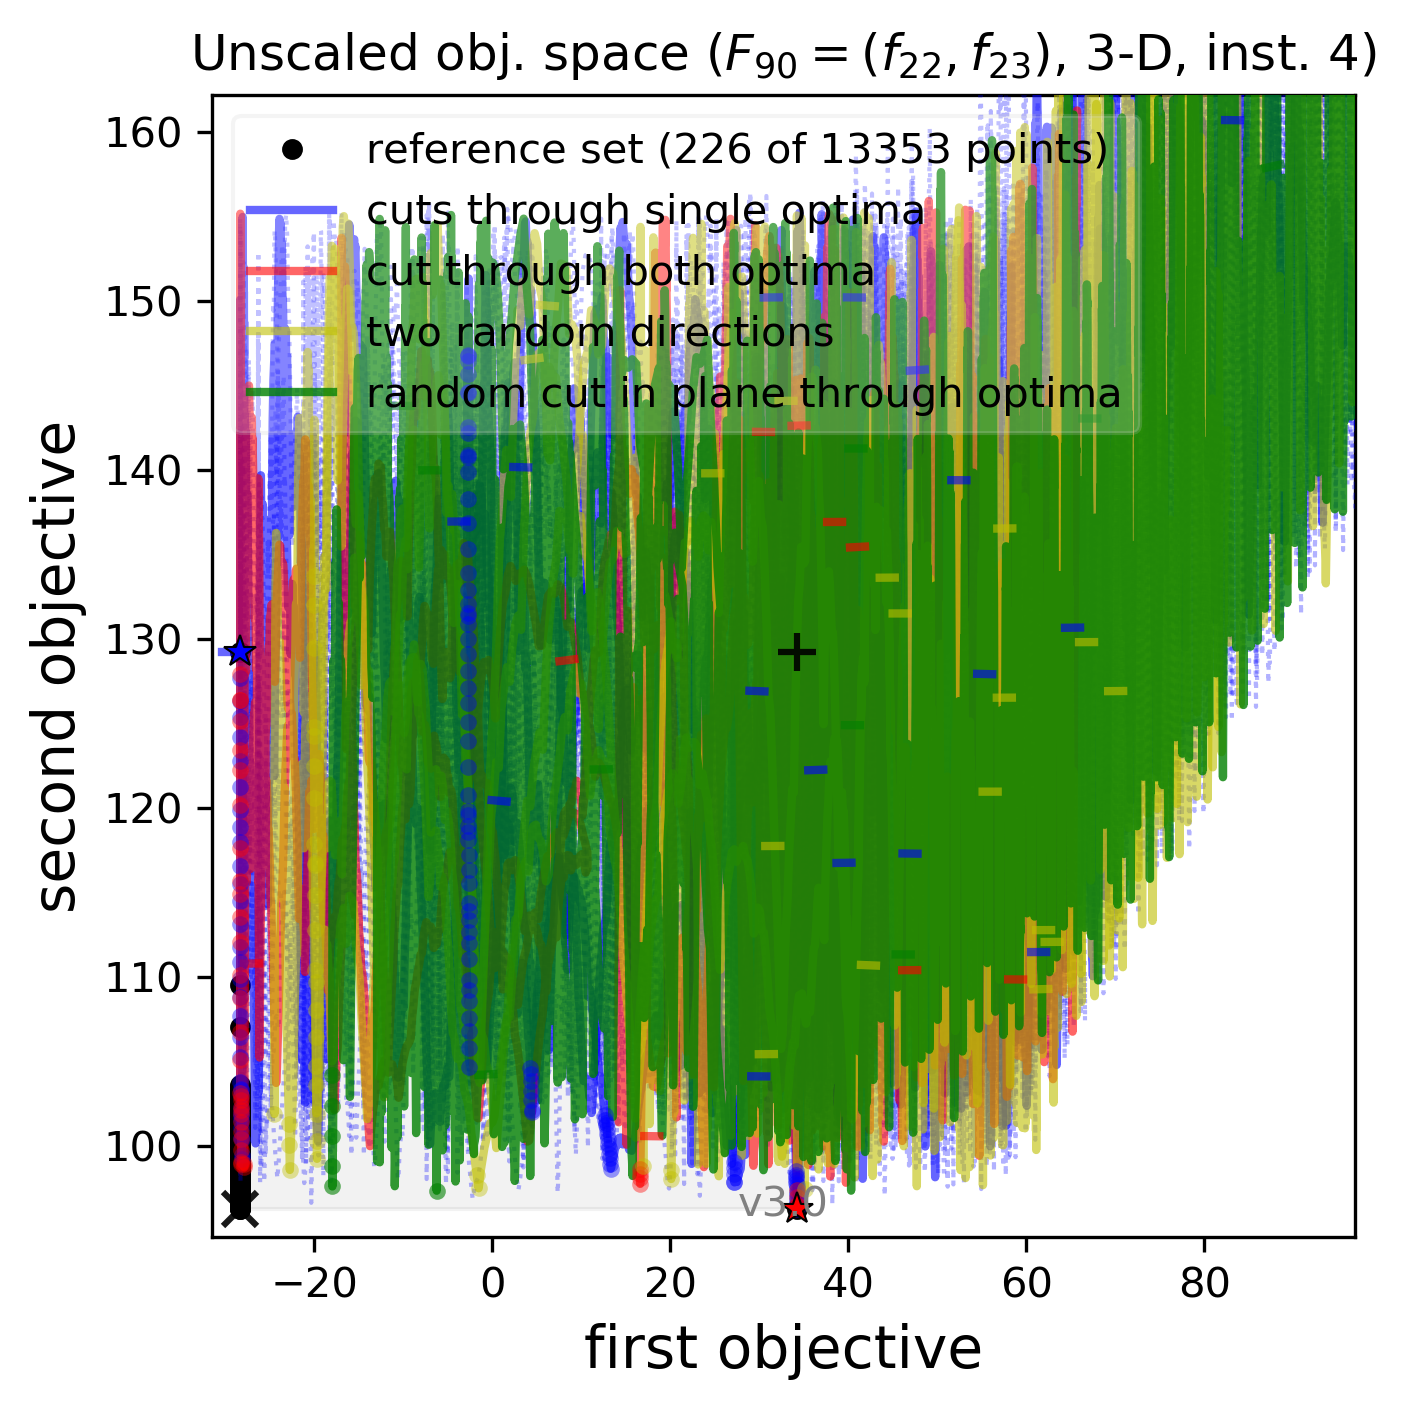 Unscaled obj. space (F₉₀ = (f₂₂, f₂₃), 3-D, inst. 4)
reference set (226 of 13353 points)
cuts through single optima
cut through both optima
two random directions
random cut in plane through optima
160
150
140
130
120
110
100
second objective
v3.0
−20 0 20 40 60 80
first objective